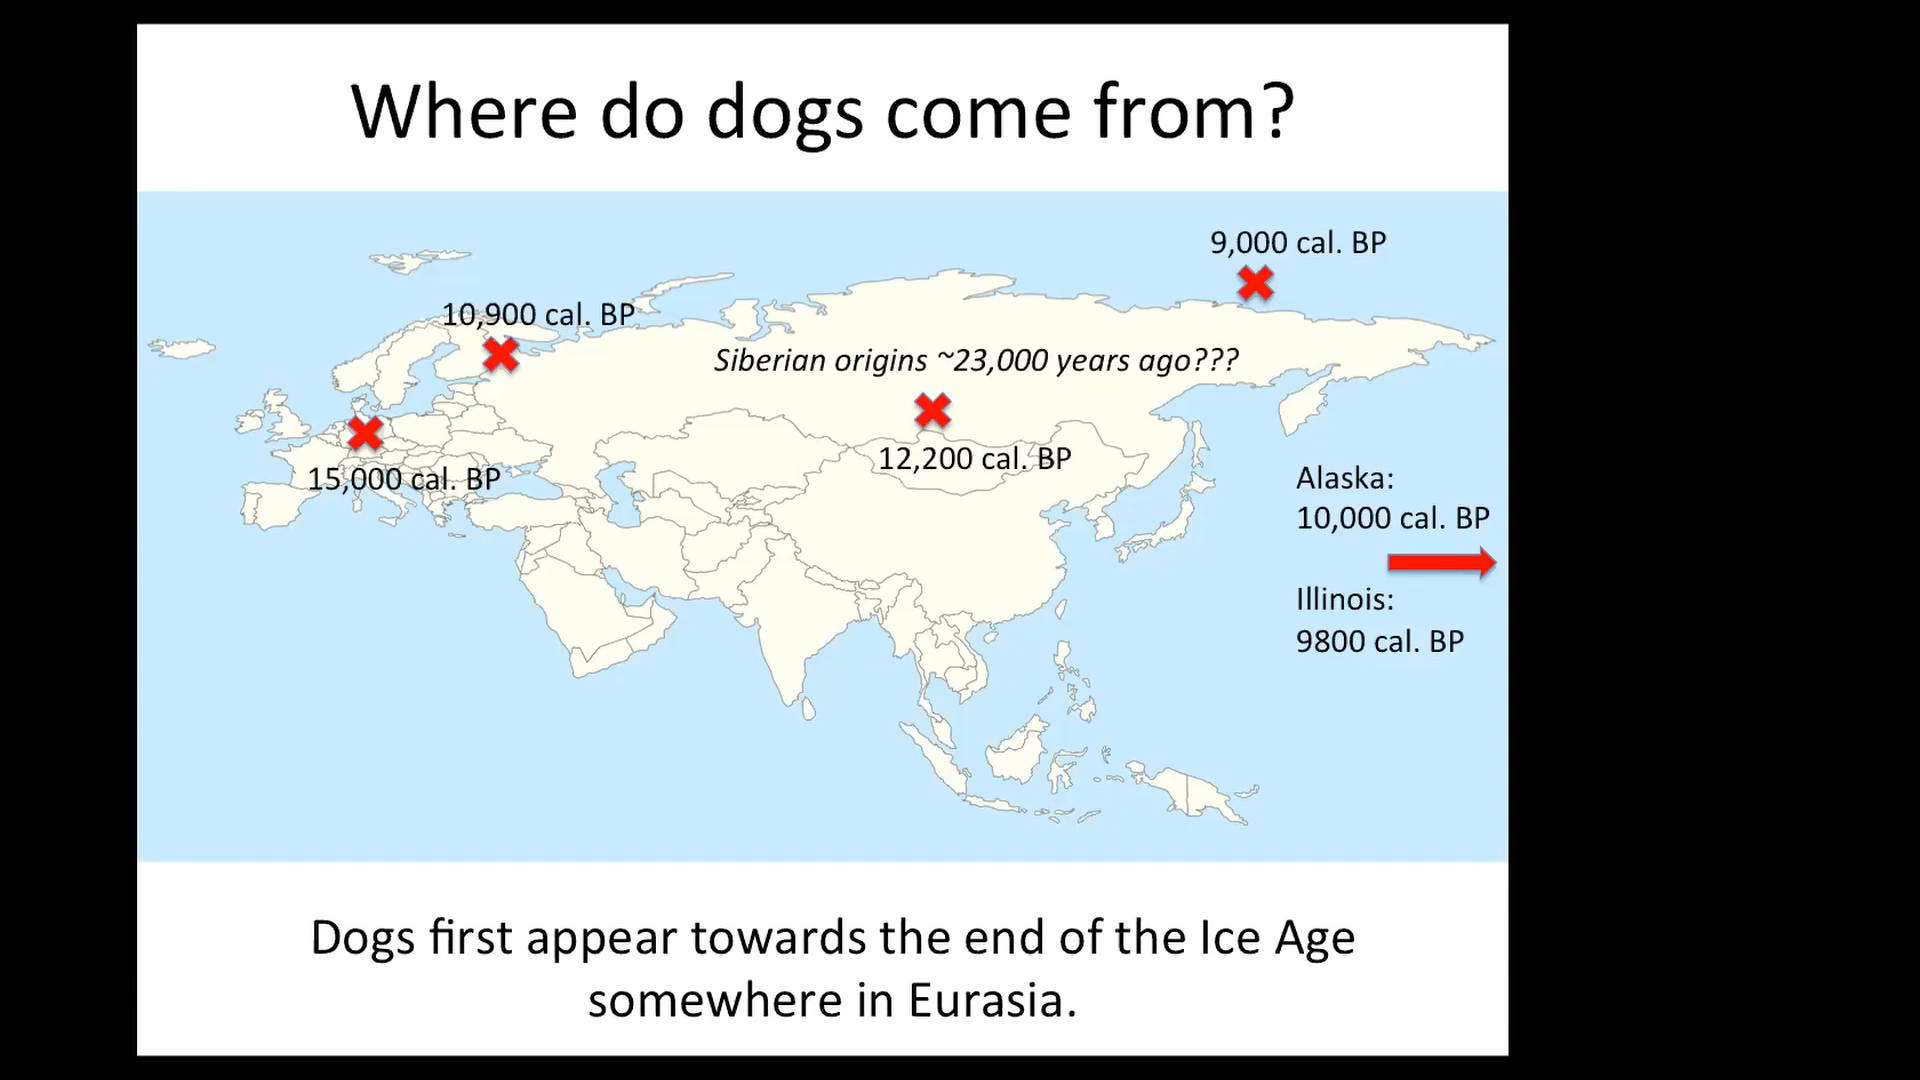 Where do dogs come from?
9,000 cal. BP
10,900 cal. BP
Siberian origins ~23,000 years ago???
12,200 cal. BP
15,000 cal. BP
Alaska:
10,000 cal. BP
Illinois:
9800 cal. BP
Dogs first appear towards the end of the Ice Age
somewhere in Eurasia.